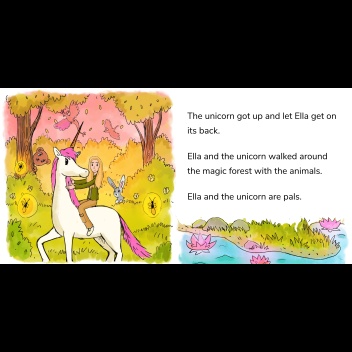 The unicorn got up and let Ella get on
its back.
Ella and the unicorn walked around
the magic forest with the animals.
Ella and the unicorn are pals.